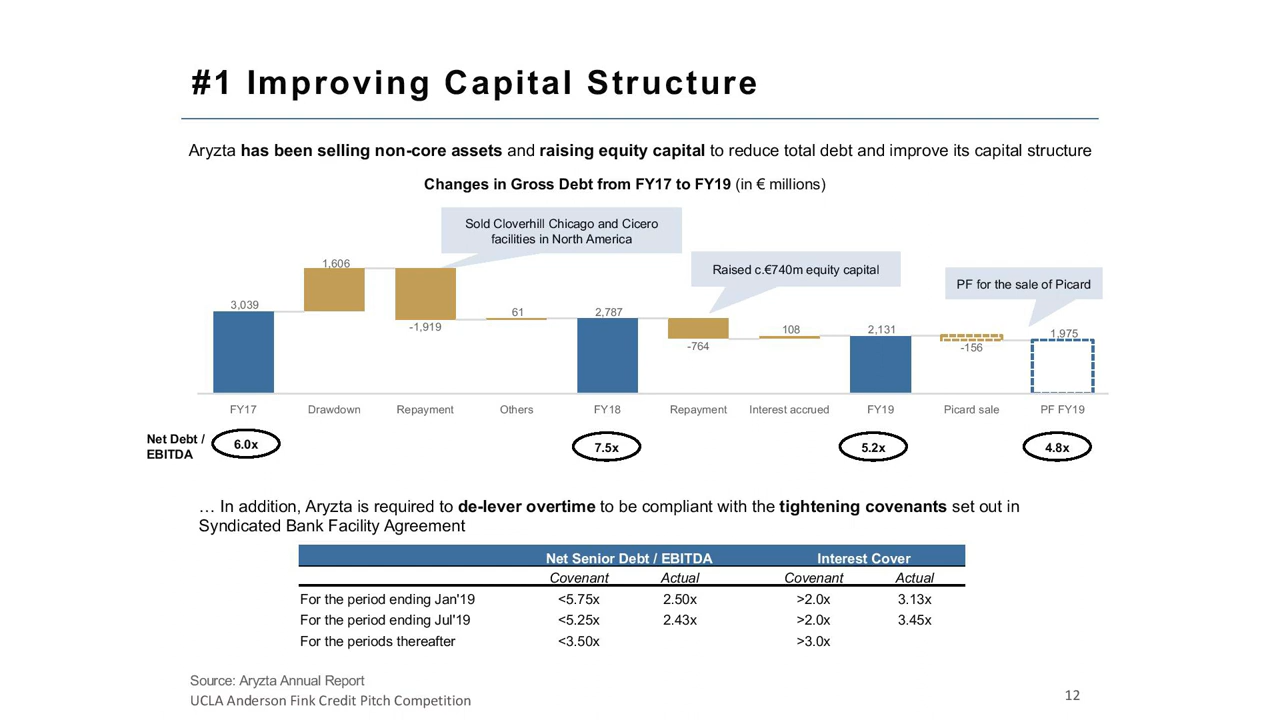 #1 Improving Capital Structure
Aryzta has been selling non-core assets and raising equity capital to reduce total debt and improve its capital structure
Changes in Gross Debt from FY17 to FY19 (in € millions)
Sold Cloverhill Chicago and Cicero
facilities in North America
Raised c.€740m equity capital
PF for the sale of Picard
3,039
1,606
-1,919
61
2,787
-764
108
2,131
-156
1,975
FY17 Drawdown Repayment Others FY18 Repayment Interest accrued FY19 Picard sale PF FY19
Net Debt /
EBITDA
6.0x 7.5x 5.2x 4.8x
… In addition, Aryzta is required to de-lever overtime to be compliant with the tightening covenants set out in
Syndicated Bank Facility Agreement
Net Senior Debt / EBITDA Interest Cover
Covenant Actual Covenant Actual
For the period ending Jan'19 <5.75x 2.50x >2.0x 3.13x
For the period ending Jul'19 <5.25x 2.43x >2.0x 3.45x
For the periods thereafter <3.50x >3.0x
Source: Aryzta Annual Report
UCLA Anderson Fink Credit Pitch Competition
12